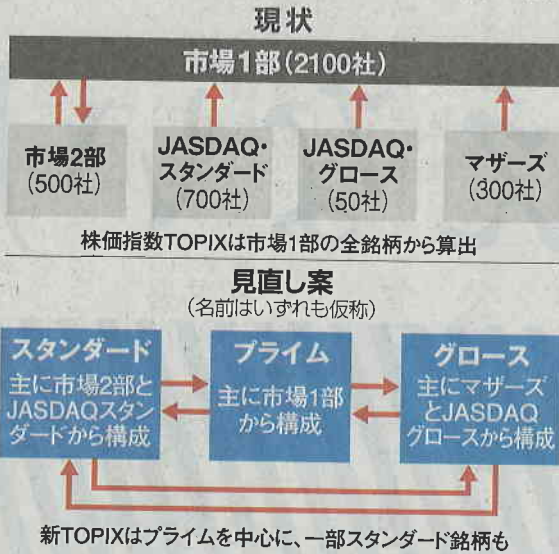 現状
市場1部(2100社)
市場2部
(500社)
JASDAQ・
スタンダード
(700社)
JASDAQ・
グロース
(50社)
マザーズ
(300社)
株価指数TOPIXは市場1部の全銘柄から算出
見直し案
(名前はいずれも仮称)
スタンダード
主に市場2部と
JASDAQスタン
ダードから構成
プライム
主に市場1部
から構成
グロース
主にマザーズ
とJASDAQ
グロースから構成
新TOPIXはプライムを中心に、一部スタンダード銘柄も